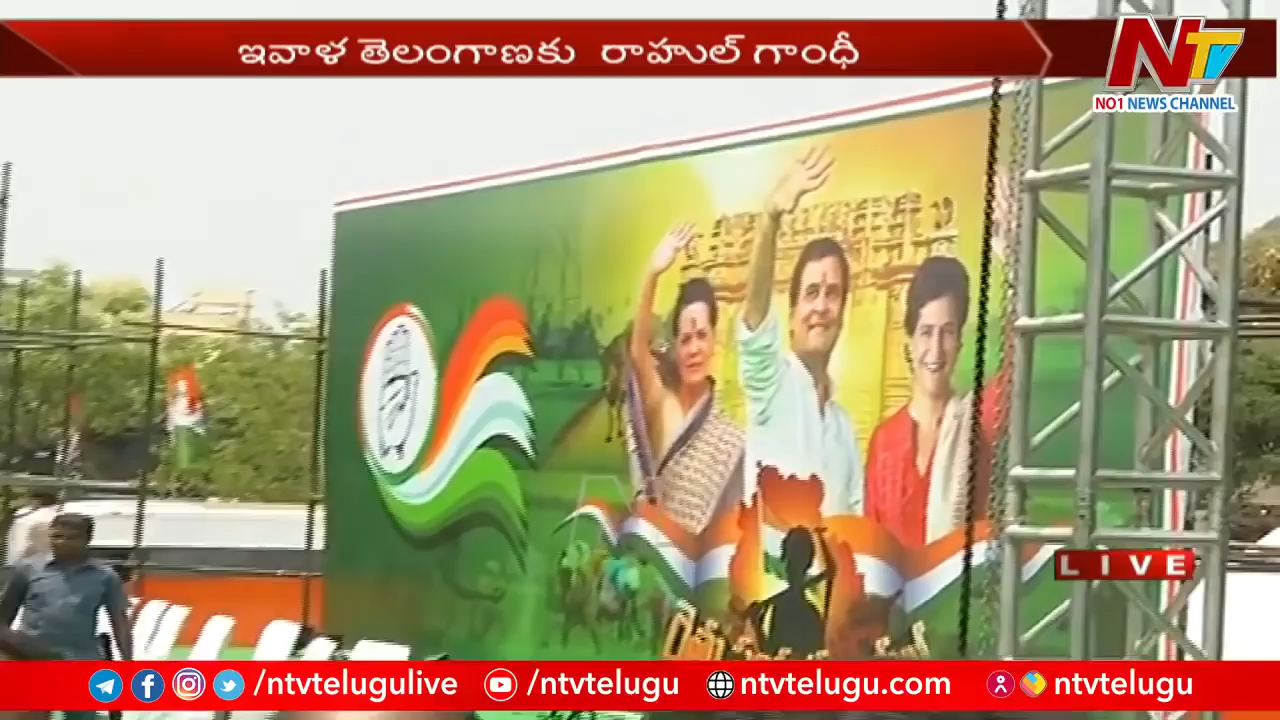 ఇవాళ తెలంగాణకు రాహుల్ గాంధీ
NTV
NO1 NEWS CHANNEL
LIVE
/ntvtelugulive /ntvtelugu ntvtelugu.com ntvtelugu